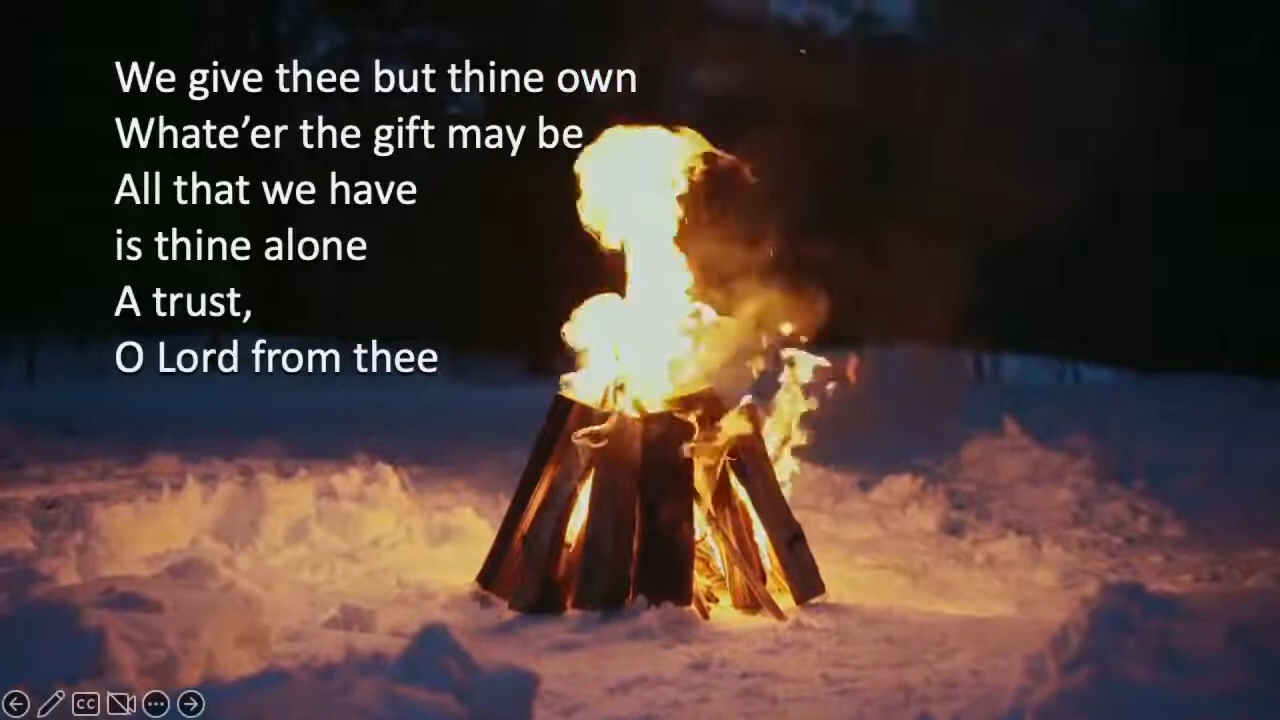 We give thee but thine own
Whate’er the gift may be
All that we have
is thine alone
A trust,
O Lord from thee
CC